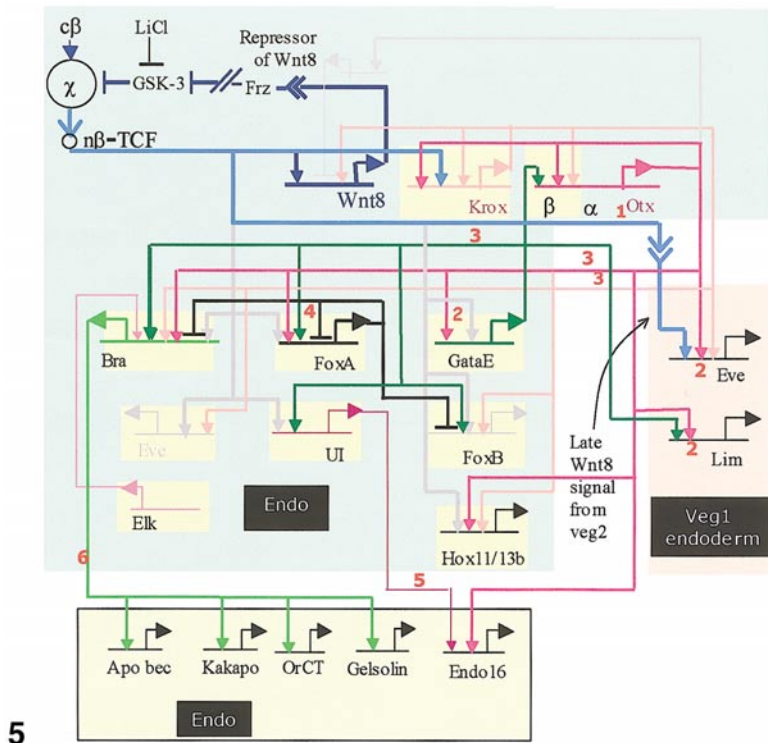 cβ
LiCl
Repressor
of Wnt8
χ
GSK-3
Frz
nβ-TCF
Wnt8
Krox
β
α
1
Otx
3
3
3
4
2
Bra
FoxA
GataE
2
Eve
Eve
UI
FoxB
2
Lim
Late
Wnt8
signal
from
veg2
Elk
Endo
Hox11/13b
Veg1
endoderm
6
5
Apo bec
Kakapo
OrCT
Gelsolin
Endo16
Endo
5